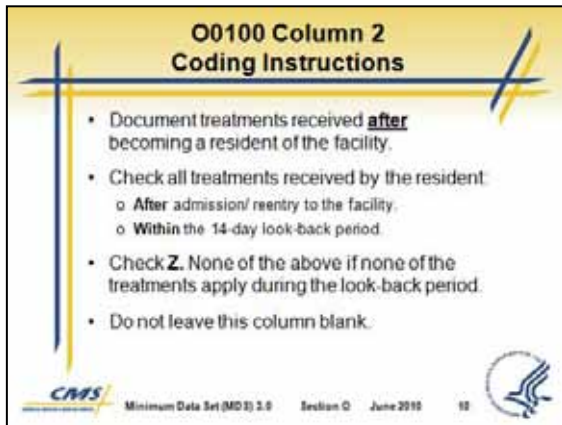 O0100 Column 2
Coding Instructions
• Document treatments received after
becoming a resident of the facility.
• Check all treatments received by the resident
o After admission/ reentry to the facility.
o Within the 14-day look-back period.
• Check Z. None of the above if none of the
treatments apply during the look-back period.
• Do not leave this column blank.
CMS
Minimum Data Set (MDS) 3.0 Section O June 2010 10